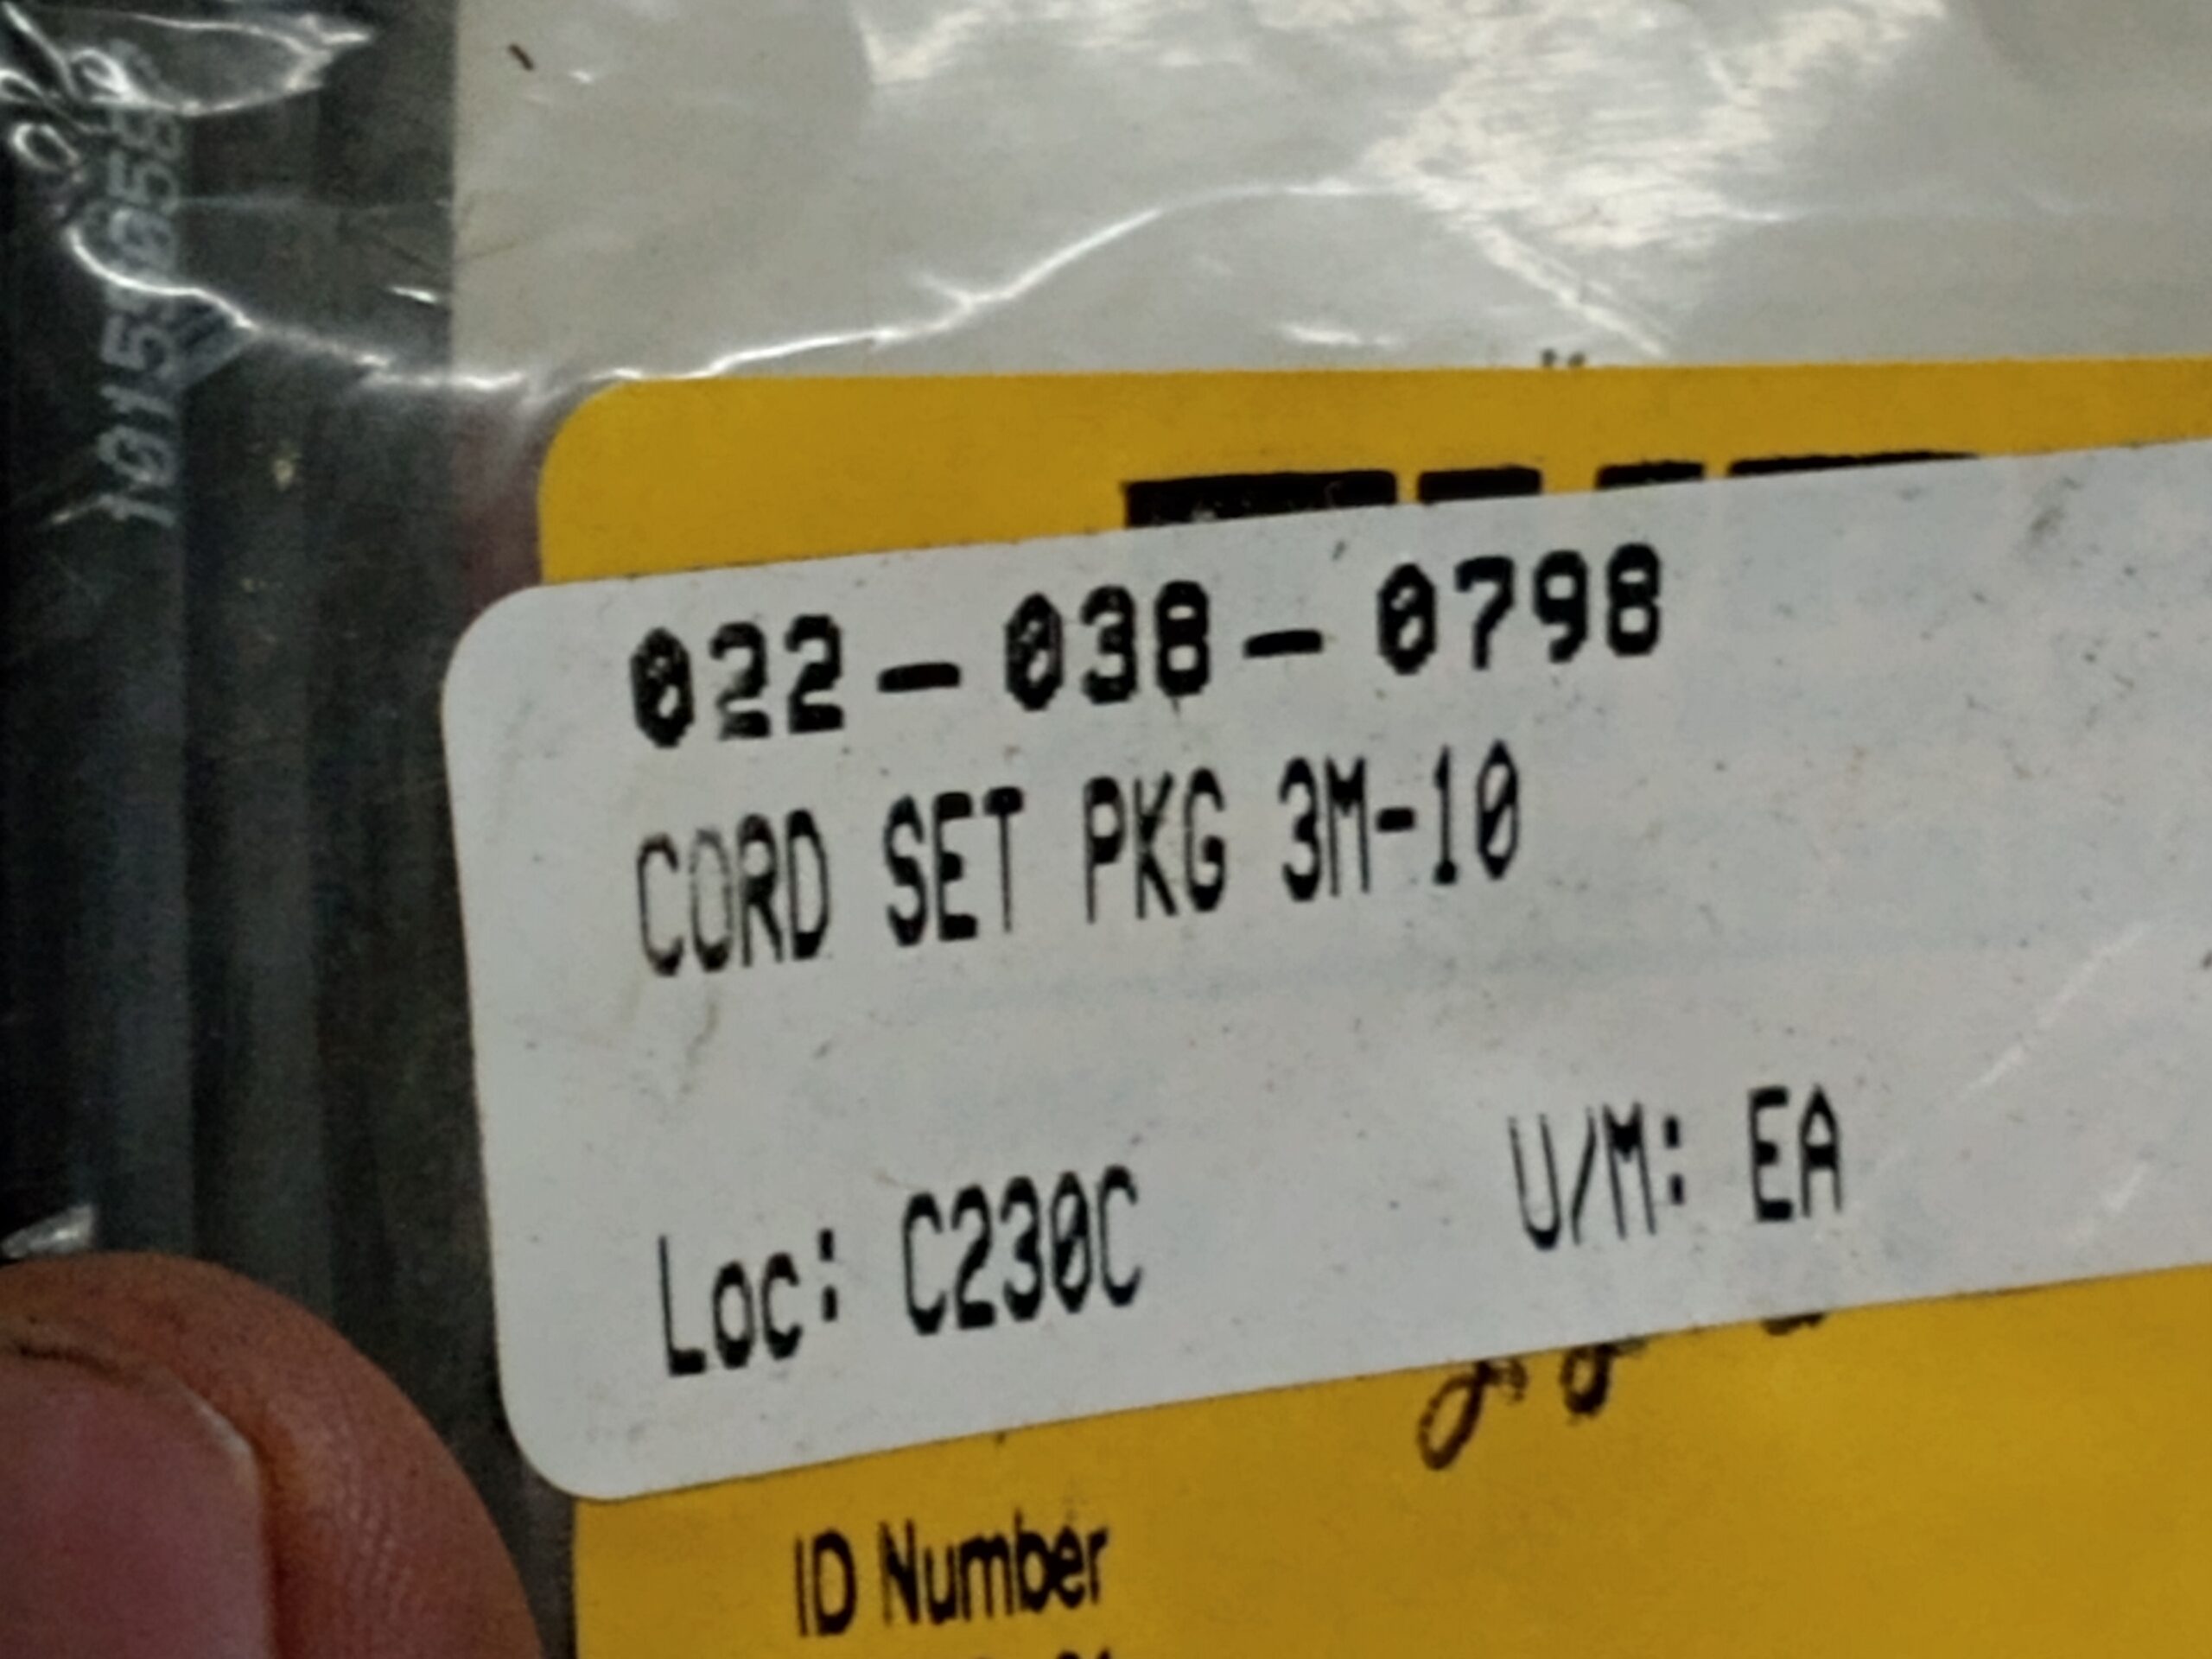 022-038-0798
CORD SET PKG 3M-10
Loc: C230C U/M: EA
ID Number